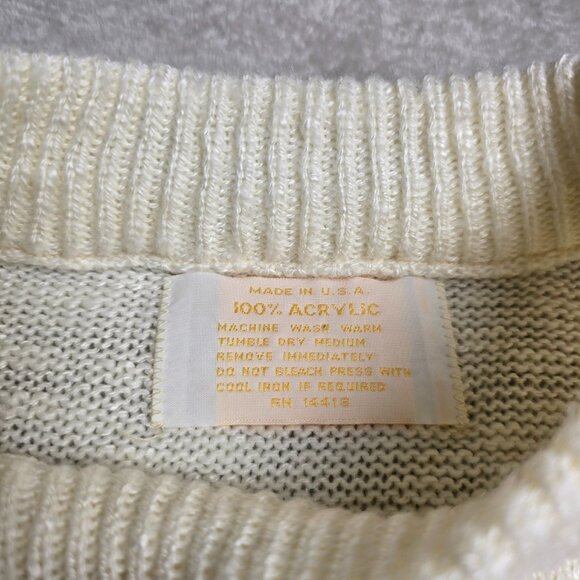 MADE IN U.S.A.
100% ACRYLIC
MACHINE WASH WARM
TUMBLE DRY MEDIUM
REMOVE IMMEDIATELY
DO NOT BLEACH PRESS WITH
COOL IRON IF REQUIRED
RN 14418